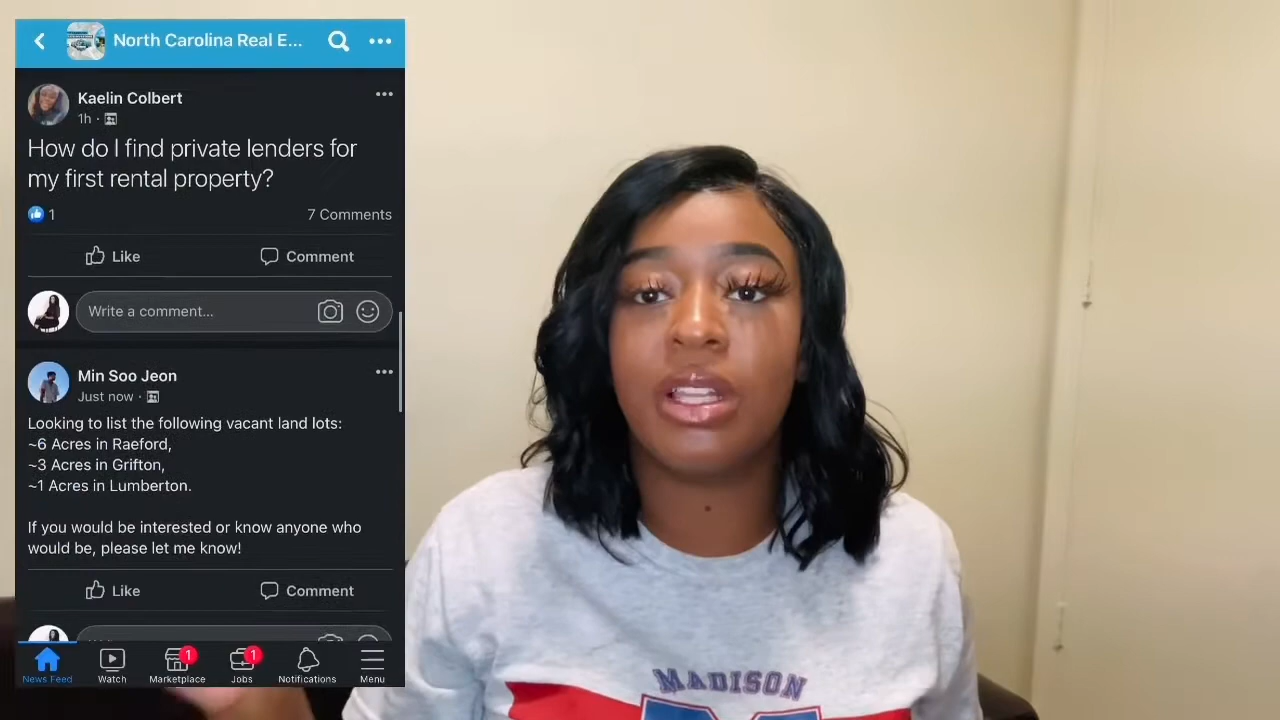 North Carolina Real E...
Kaelin Colbert
1h
How do I find private lenders for
my first rental property?
1
7 Comments
Like
Comment
Write a comment...
Min Soo Jeon
Just now
Looking to list the following vacant land lots:
~6 Acres in Raeford,
~3 Acres in Grifton,
~1 Acres in Lumberton.
If you would be interested or know anyone who
would be, please let me know!
Like
Comment
1
1
News Feed
Watch
Marketplace
Jobs
Notifications
Menu
MADISON